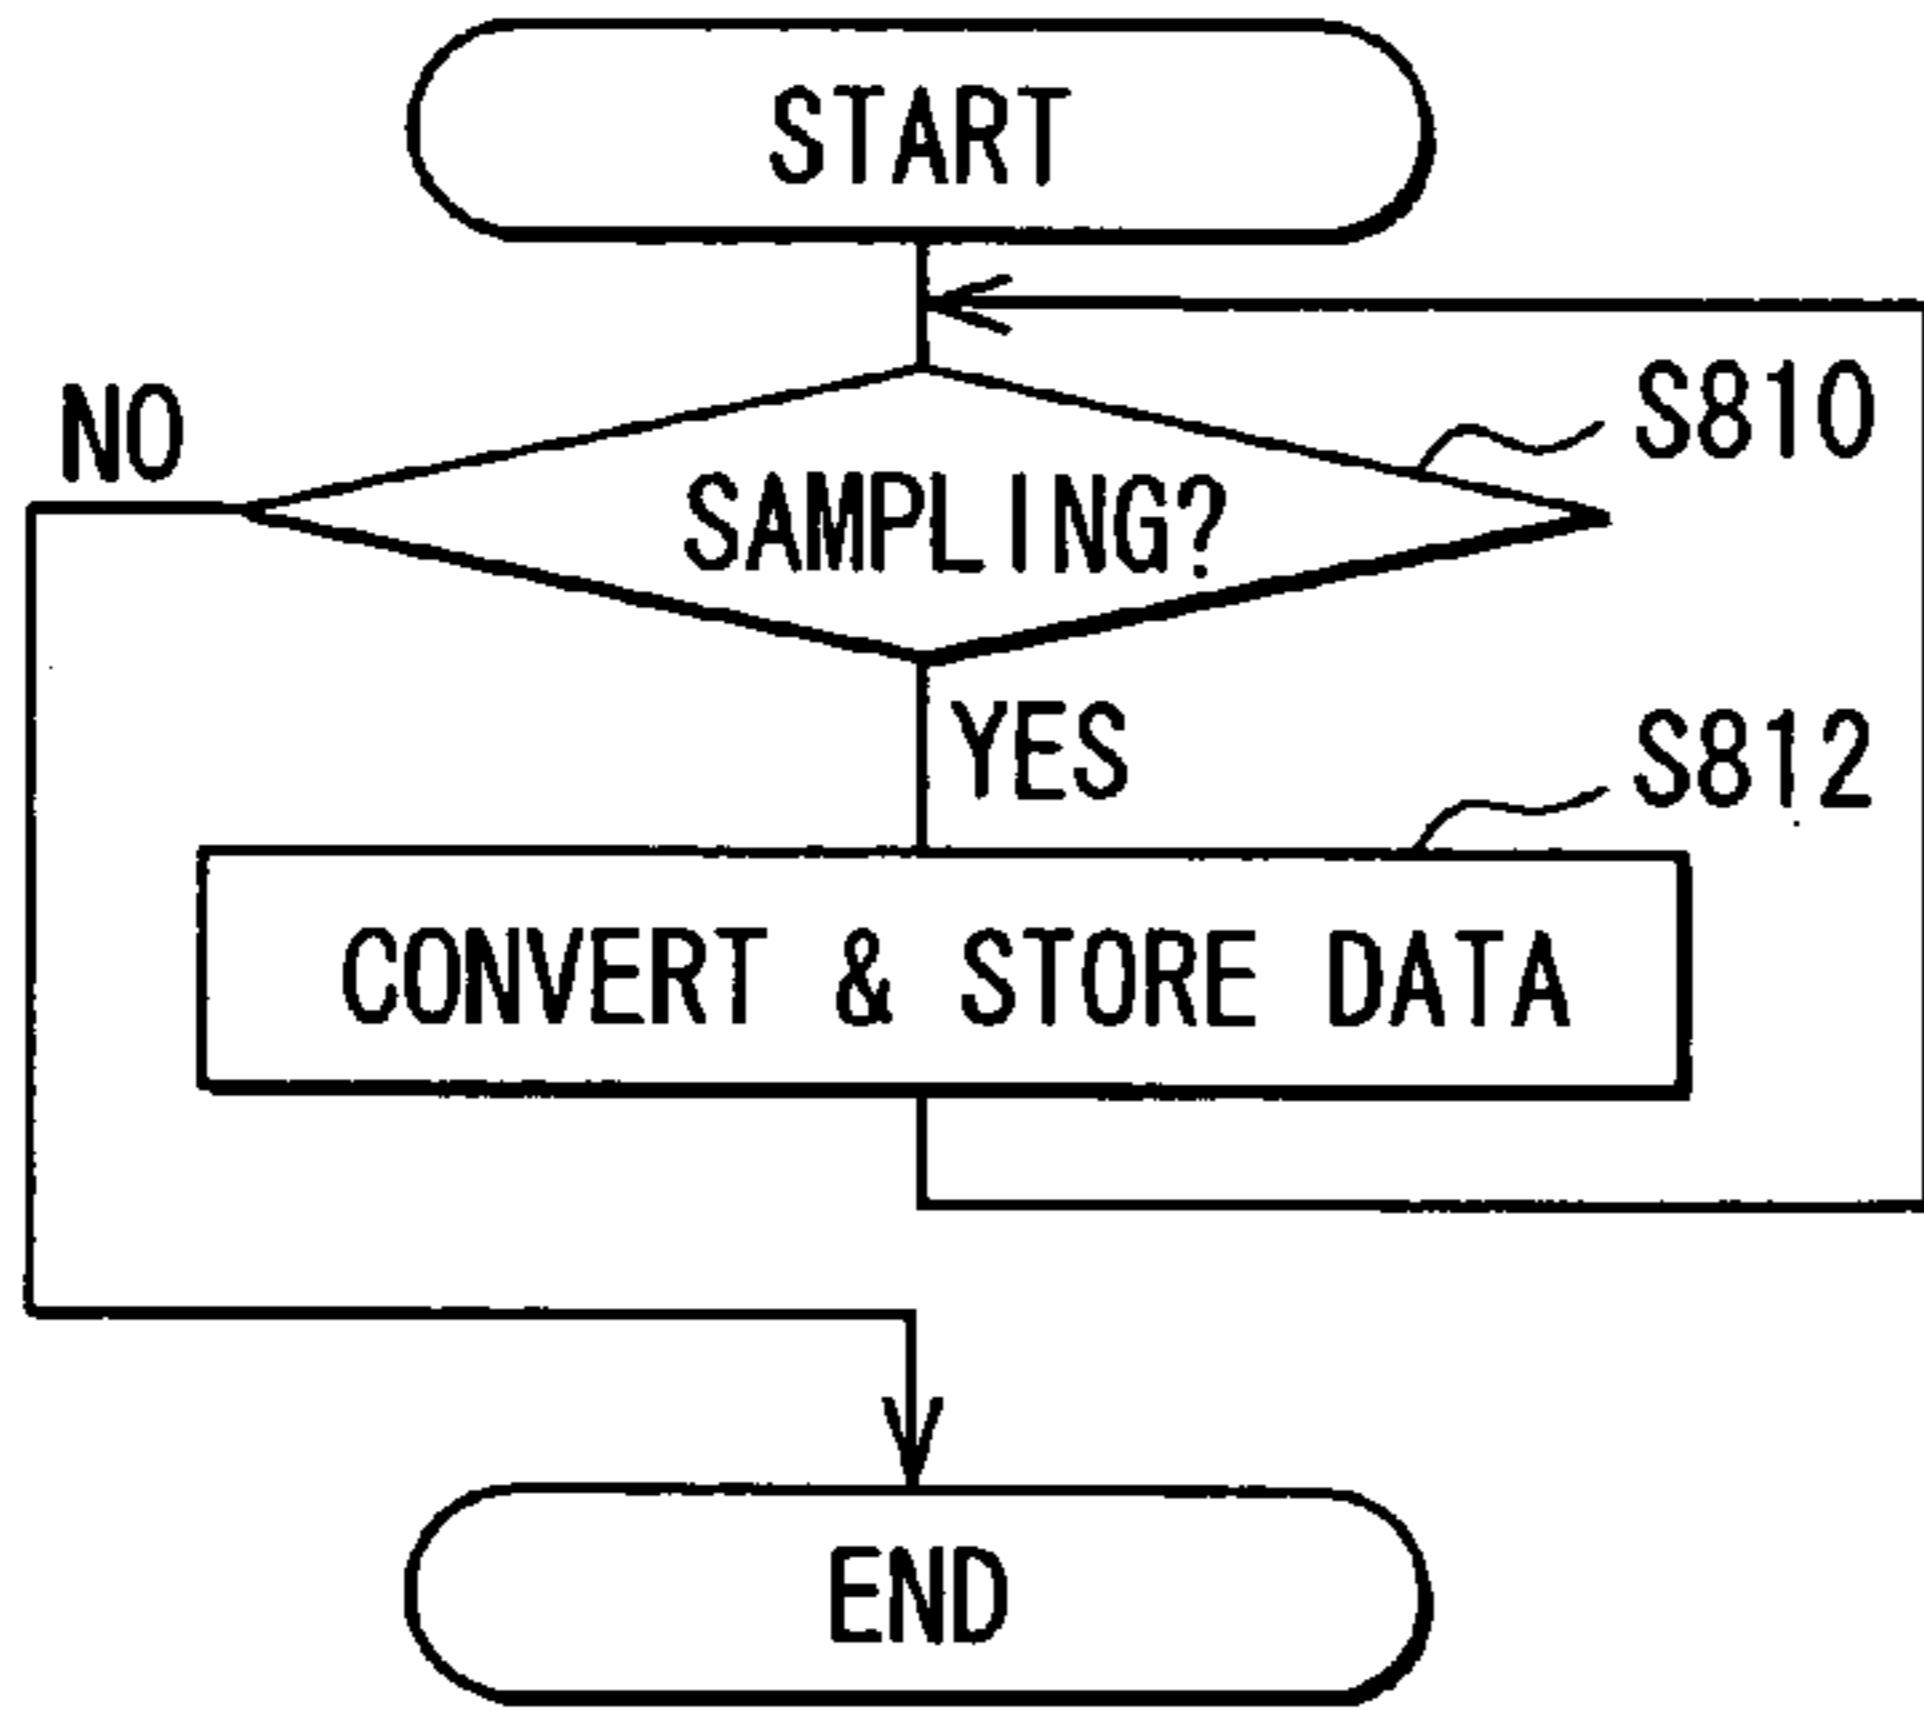 START
NO
S810
SAMPLING?
YES
S812
CONVERT & STORE DATA
END